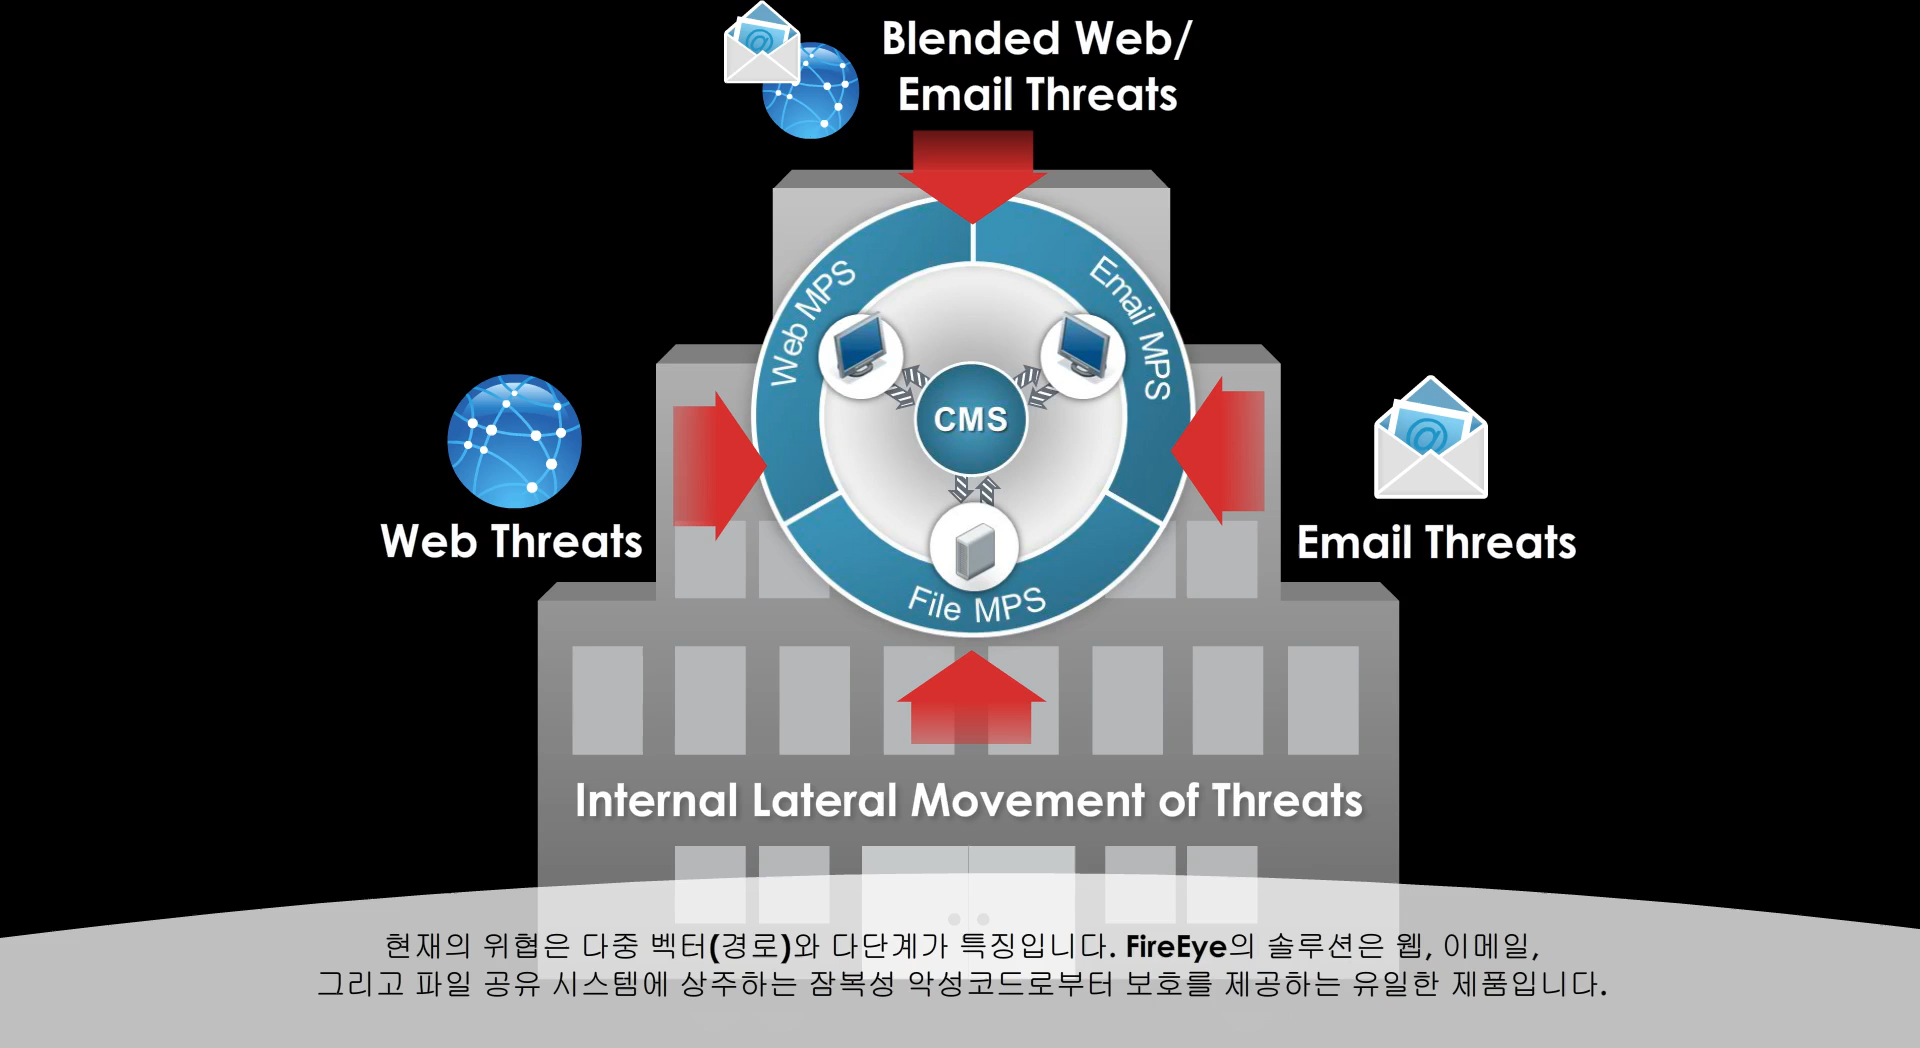 Blended Web/
Email Threats
Web MPS
Email MPS
CMS
Web Threats
Email Threats
File MPS
Internal Lateral Movement of Threats
현재의 위협은 다중 벡터(경로)와 다단계가 특징입니다. FireEye의 솔루션은 웹, 이메일,
그리고 파일 공유 시스템에 상주하는 잠복성 악성코드로부터 보호를 제공하는 유일한 제품입니다.